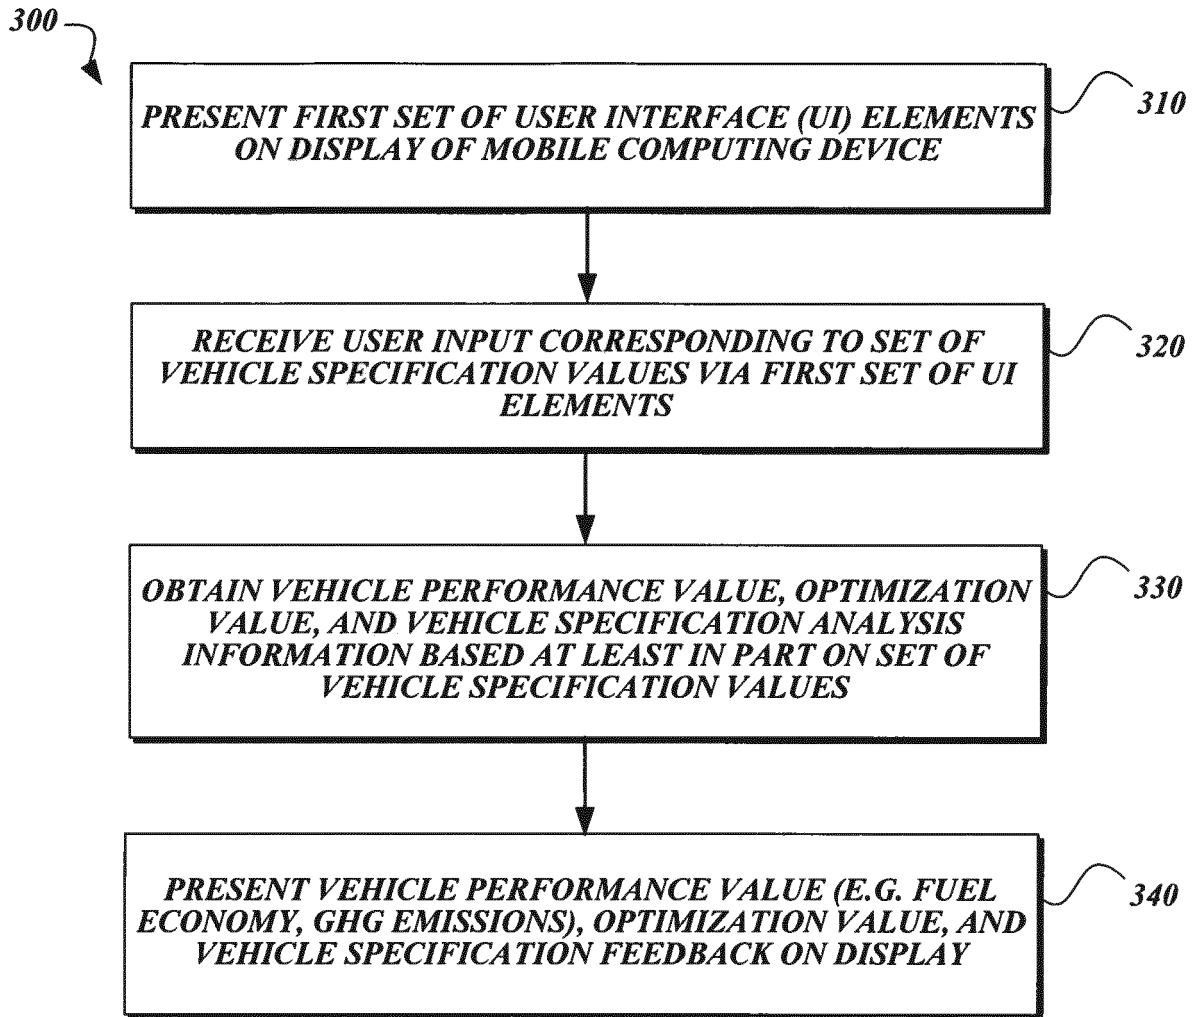 300
PRESENT FIRST SET OF USER INTERFACE (UI) ELEMENTS
ON DISPLAY OF MOBILE COMPUTING DEVICE
310
RECEIVE USER INPUT CORRESPONDING TO SET OF
VEHICLE SPECIFICATION VALUES VIA FIRST SET OF UI
ELEMENTS
320
OBTAIN VEHICLE PERFORMANCE VALUE, OPTIMIZATION
VALUE, AND VEHICLE SPECIFICATION ANALYSIS
INFORMATION BASED AT LEAST IN PART ON SET OF
VEHICLE SPECIFICATION VALUES
330
PRESENT VEHICLE PERFORMANCE VALUE (E.G. FUEL
ECONOMY, GHG EMISSIONS), OPTIMIZATION VALUE, AND
VEHICLE SPECIFICATION FEEDBACK ON DISPLAY
340